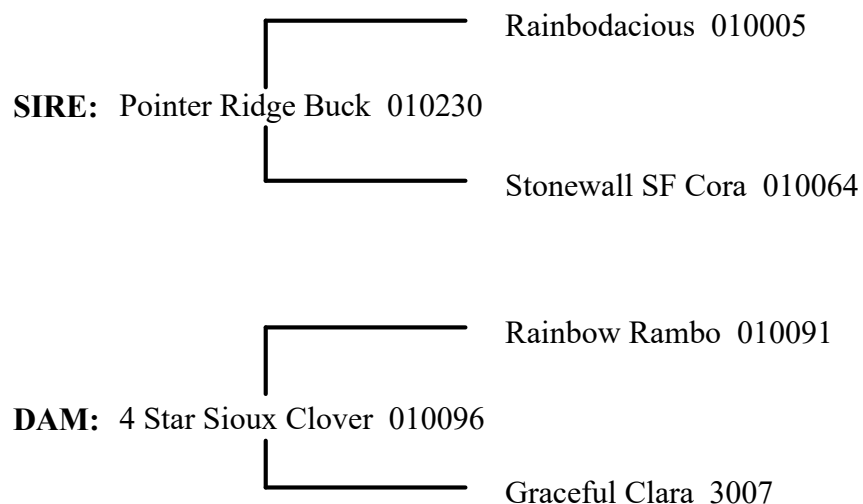 Rainbodacious 010005
SIRE: Pointer Ridge Buck 010230
Stonewall SF Cora 010064
Rainbow Rambo 010091
DAM: 4 Star Sioux Clover 010096
Graceful Clara 3007